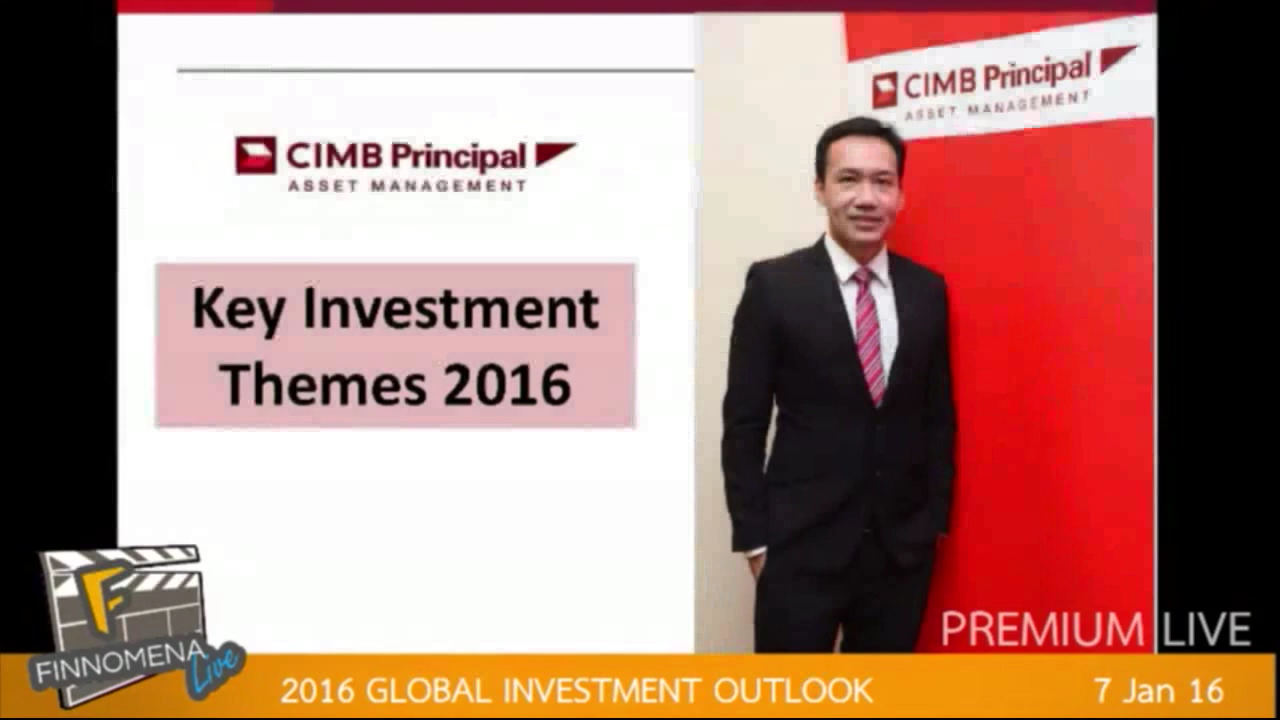 CIMB Principal
ASSET MANAGEMENT
Key Investment
Themes 2016
CIMB Principal
ASSET MANAGEMENT
PREMIUM LIVE
F
FINNOMENA
Live
2016 GLOBAL INVESTMENT OUTLOOK
7 Jan 16